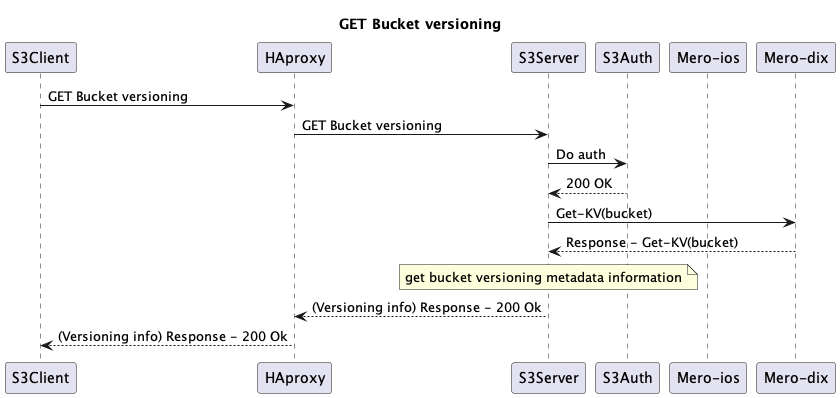 GET Bucket versioning
S3Client HAproxy S3Server S3Auth Mero-ios Mero-dix
GET Bucket versioning
GET Bucket versioning
Do auth
200 OK
Get-KV(bucket)
Response - Get-KV(bucket)
get bucket versioning metadata information
(Versioning info) Response - 200 Ok
(Versioning info) Response - 200 Ok
S3Client HAproxy S3Server S3Auth Mero-ios Mero-dix